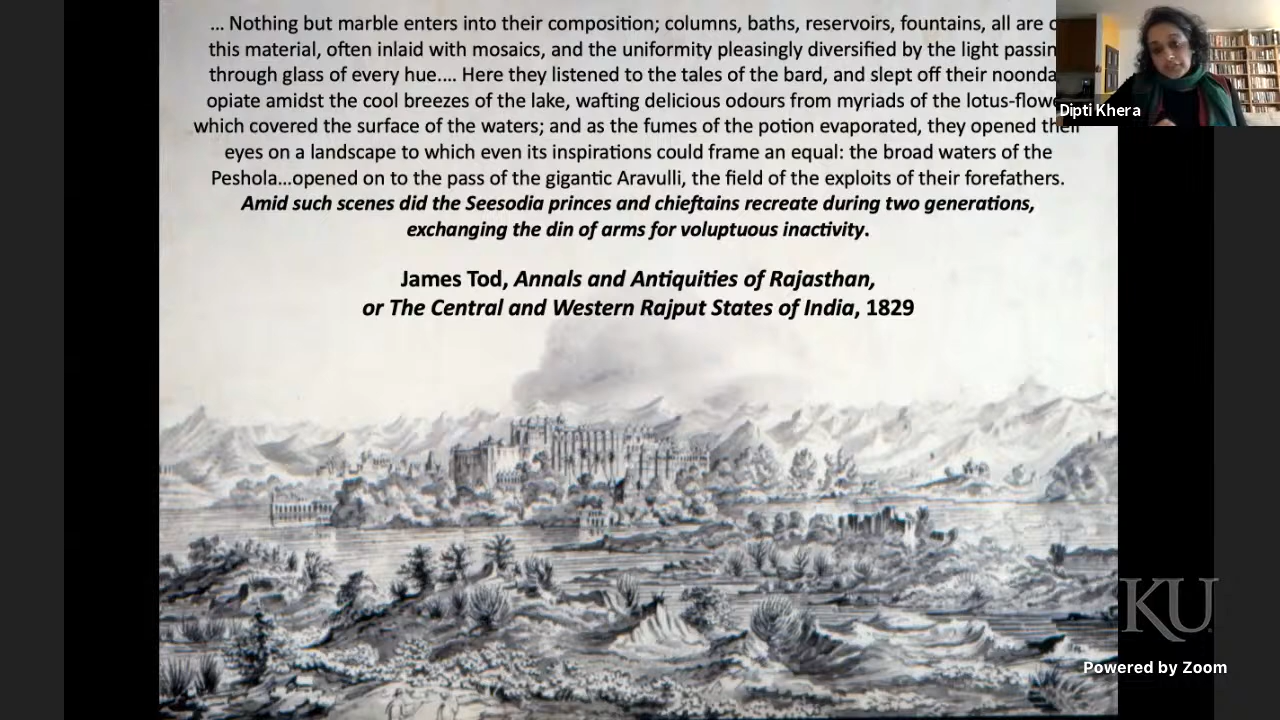 ... Nothing but marble enters into their composition; columns, baths, reservoirs, fountains, all are o
this material, often inlaid with mosaics, and the uniformity pleasingly diversified by the light passin
through glass of every hue.... Here they listened to the tales of the bard, and slept off their noonda
opiate amidst the cool breezes of the lake, wafting delicious odours from myriads of the lotus-flowe
which covered the surface of the waters; and as the fumes of the potion evaporated, they opened their
eyes on a landscape to which even its inspirations could frame an equal: the broad waters of the
Peshola...opened on to the pass of the gigantic Aravulli, the field of the exploits of their forefathers.
Amid such scenes did the Seesodia princes and chieftains recreate during two generations,
exchanging the din of arms for voluptuous inactivity.
James Tod, Annals and Antiquities of Rajasthan,
or The Central and Western Rajput States of India, 1829
Dipti Khera
KU
Powered by Zoom